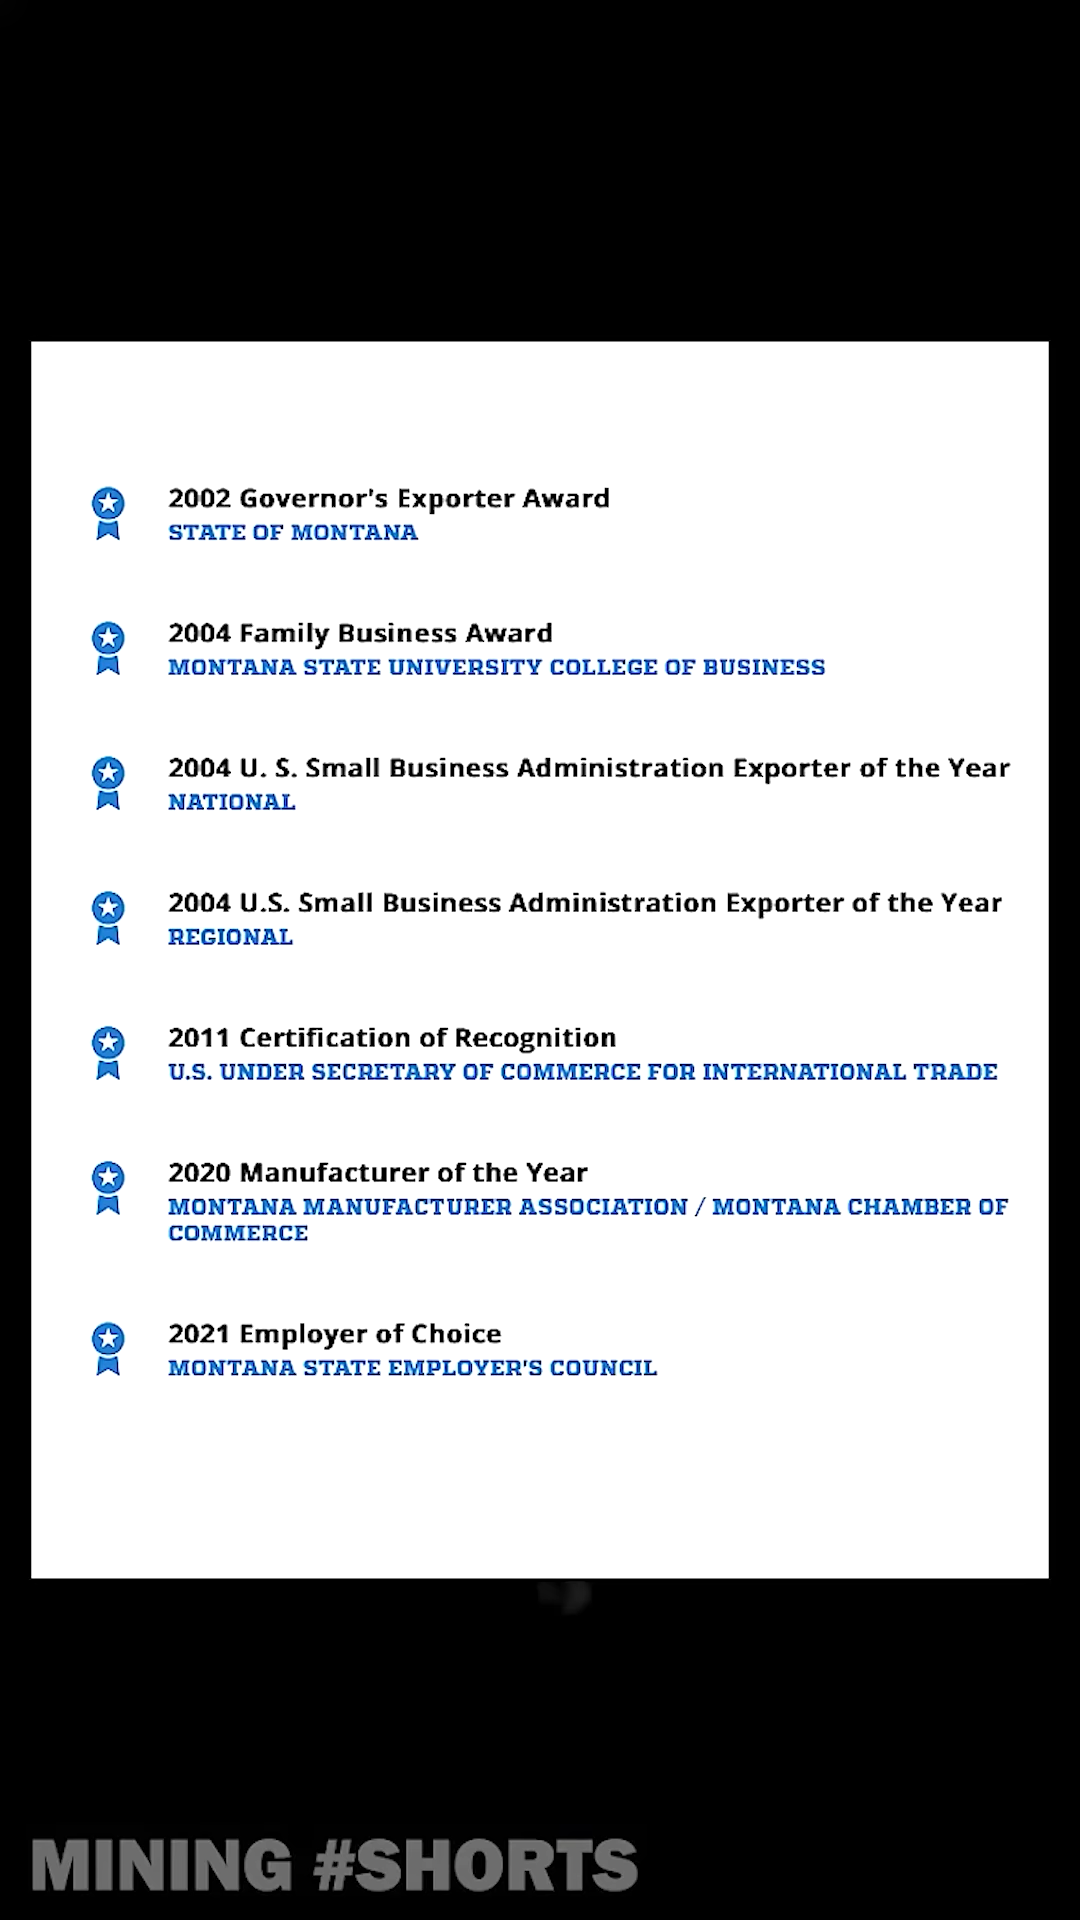 2002 Governor's Exporter Award
STATE OF MONTANA
2004 Family Business Award
MONTANA STATE UNIVERSITY COLLEGE OF BUSINESS
2004 U. S. Small Business Administration Exporter of the Year
NATIONAL
2004 U.S. Small Business Administration Exporter of the Year
REGIONAL
2011 Certification of Recognition
U.S. UNDER SECRETARY OF COMMERCE FOR INTERNATIONAL TRADE
2020 Manufacturer of the Year
MONTANA MANUFACTURER ASSOCIATION / MONTANA CHAMBER OF
COMMERCE
2021 Employer of Choice
MONTANA STATE EMPLOYER'S COUNCIL
MINING #SHORTS